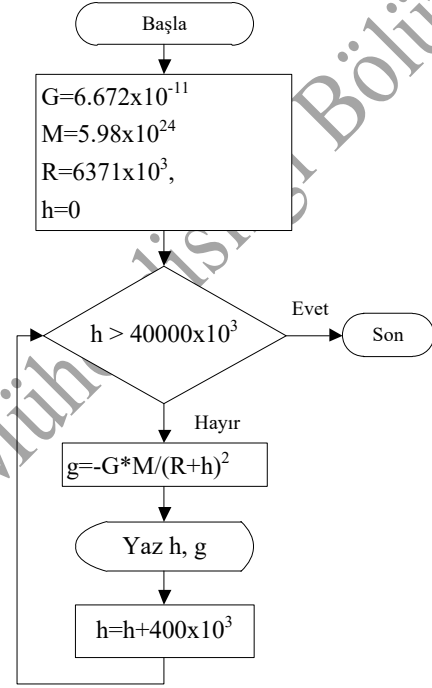 Başla
G=6.672x10⁻¹¹
M=5.98x10²⁴
R=6371x10³,
h=0
h > 40000x10³
Evet
Son
Hayır
g=-G*M/(R+h)²
Yaz h, g
h=h+400x10³